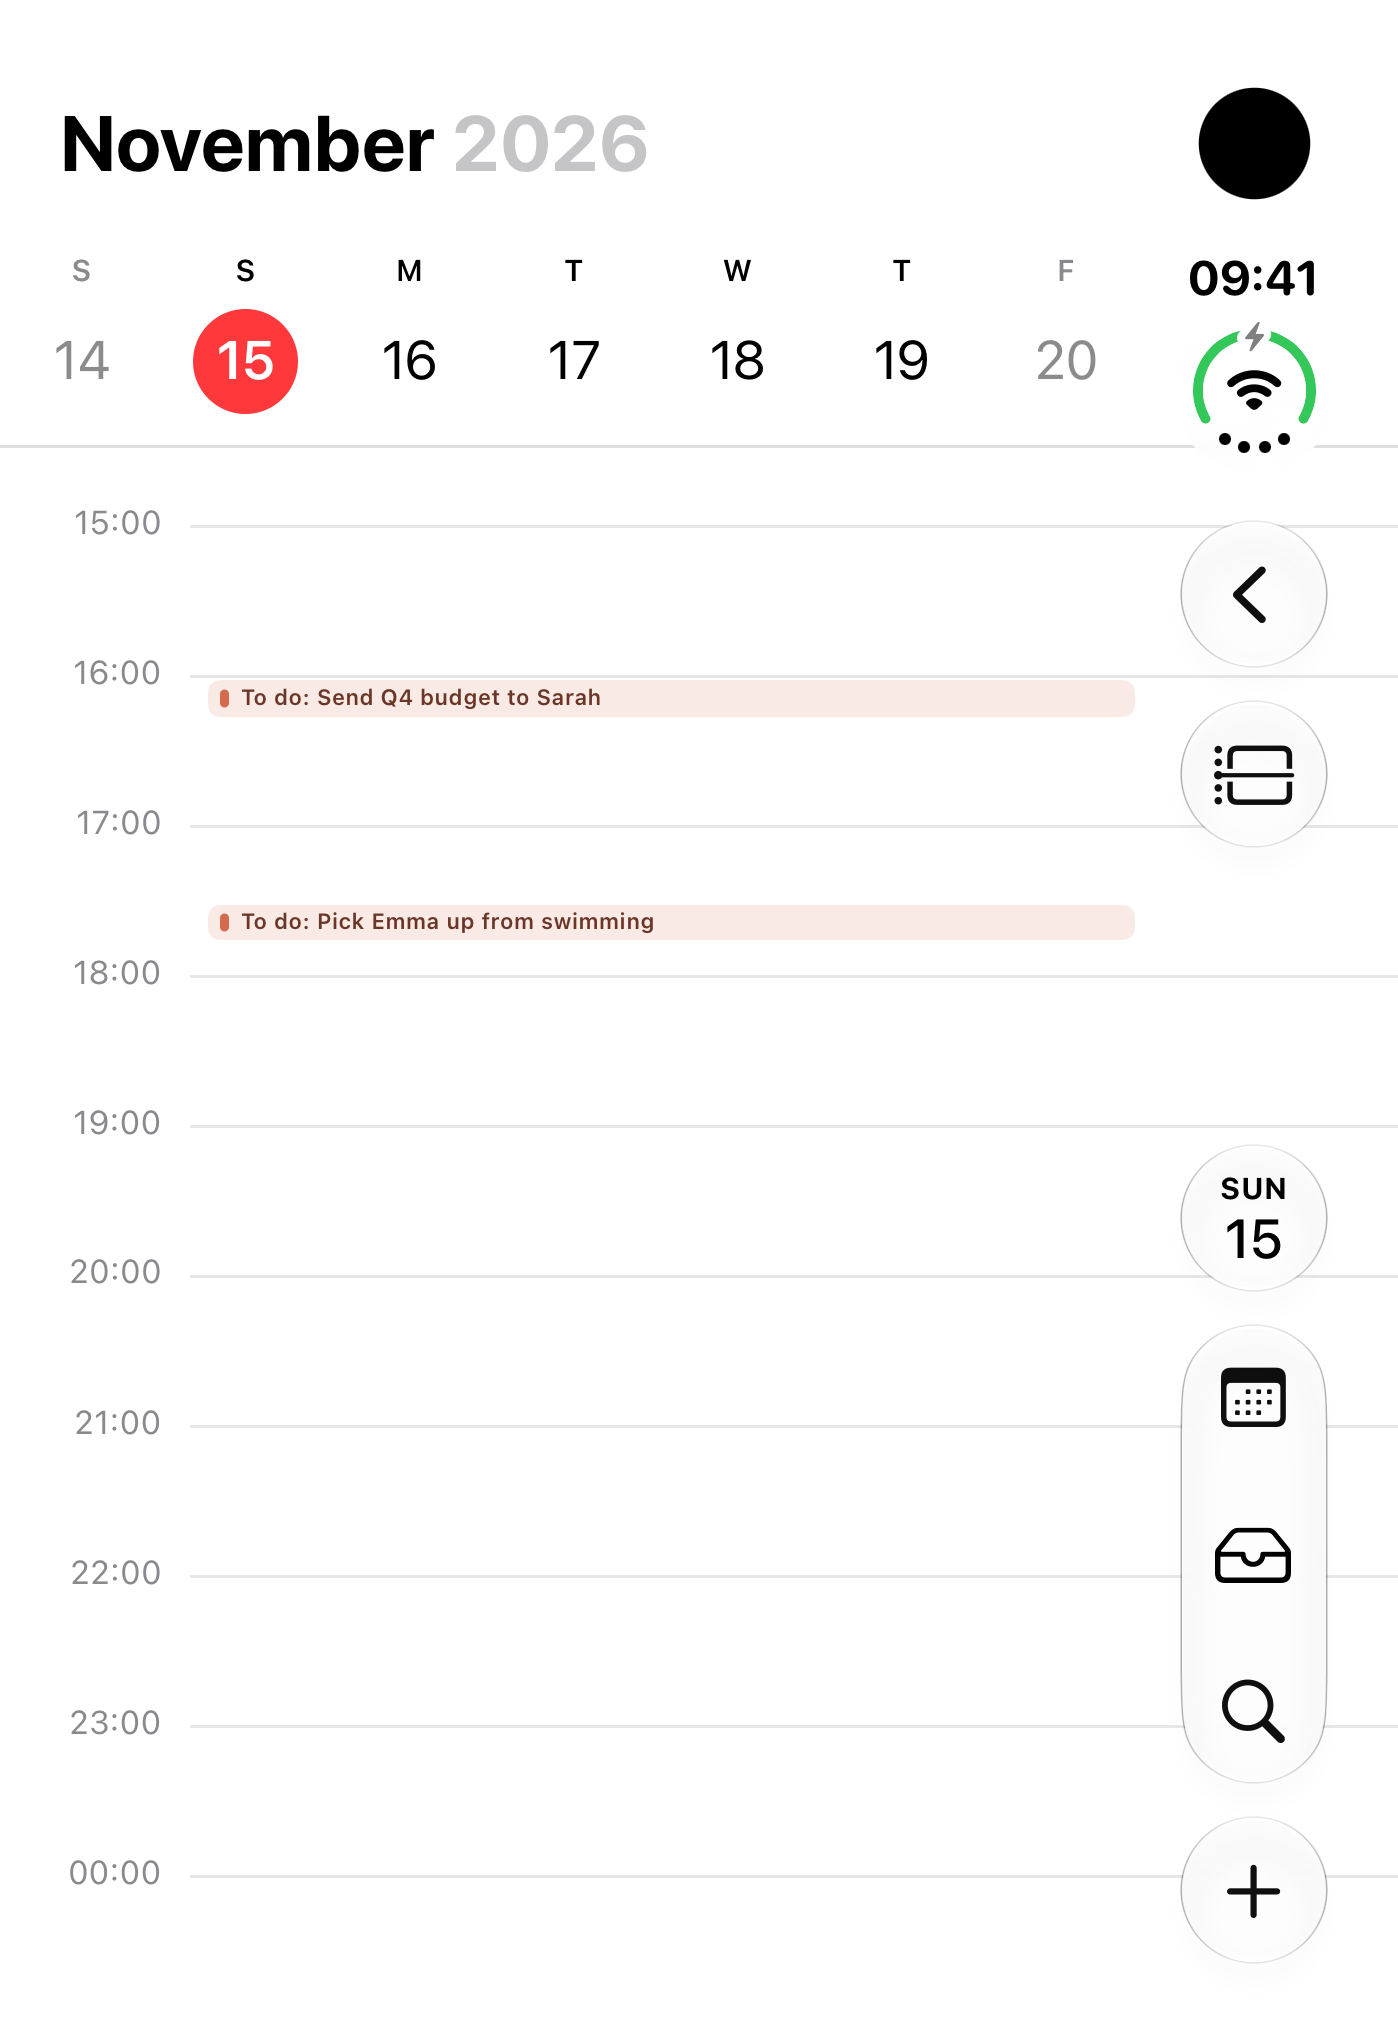 November 2026
S S M T W T F
09:41
14 15 16 17 18 19 20
15:00
16:00
To do: Send Q4 budget to Sarah
17:00
To do: Pick Emma up from swimming
18:00
19:00
SUN
15
20:00
21:00
22:00
23:00
00:00